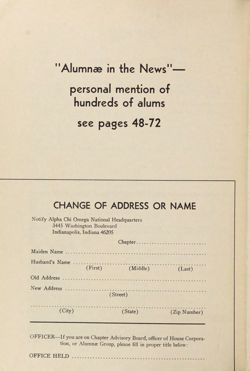 "Alumnæ in the News"—
personal mention of
hundreds of alums
see pages 48-72
CHANGE OF ADDRESS OR NAME
Notify Alpha Chi Omega National Headquarters
3445 Washington Boulevard
Indianapolis, Indiana 46205
Chapter
Maiden Name
Husband's Name
(First) (Middle) (Last)
Old Address
New Address
(Street)
(City) (State) (Zip Number)
OFFICER—If you are on Chapter Advisory Board, officer of House Corpora-
tion, or Alumnæ Group, please fill in proper title below:
OFFICE HELD